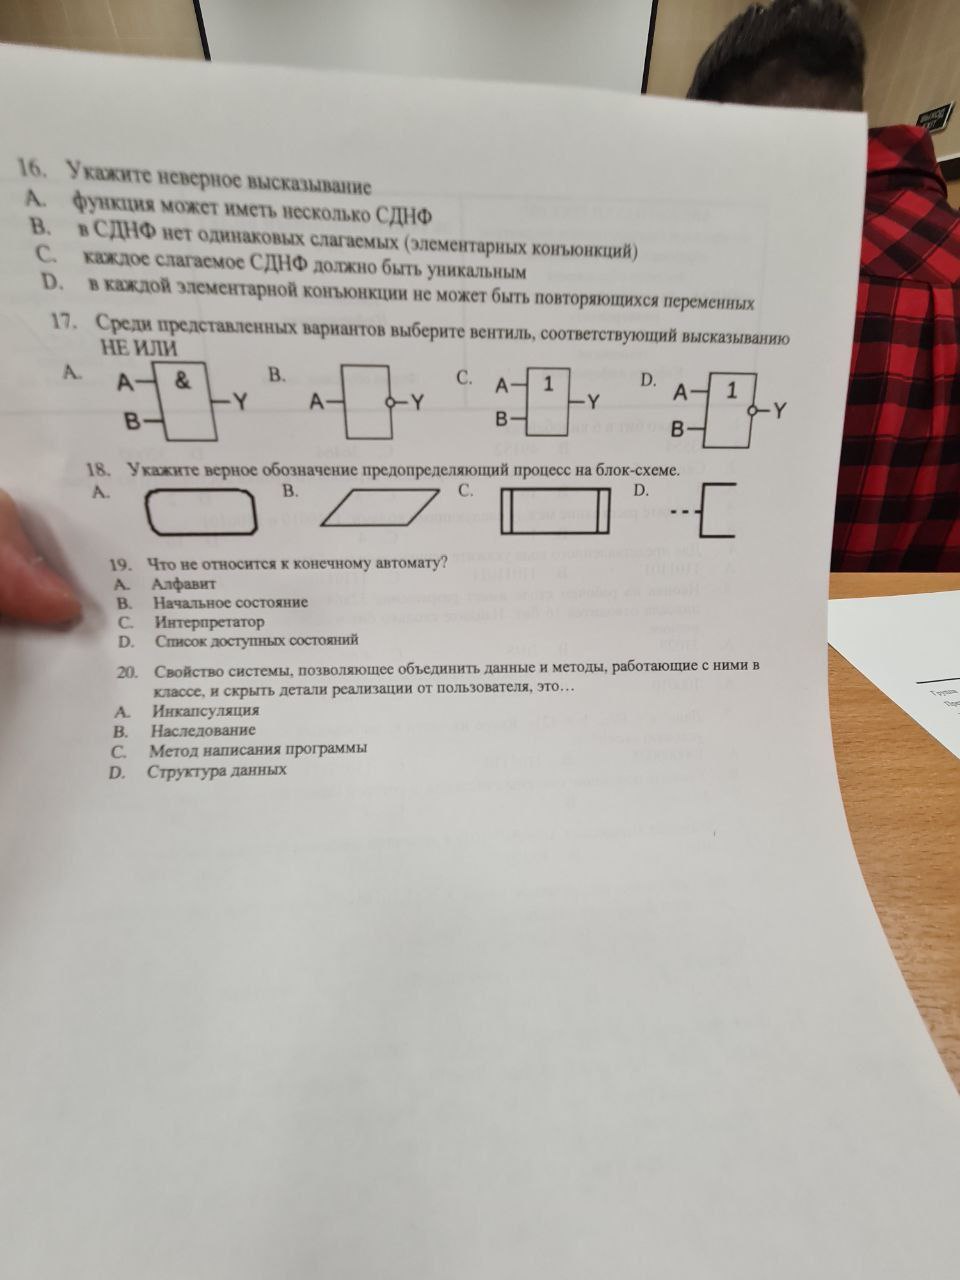 ВЫХОД
EXIT
16. Укажите неверное высказывание
A. функция может иметь несколько СДНФ
B. в СДНФ нет одинаковых слагаемых (элементарных конъюнкций)
C. каждое слагаемое СДНФ должно быть уникальным
D. в каждой элементарной конъюнкции не может быть повторяющихся переменных
17. Среди представленных вариантов выберите вентиль, соответствующий высказыванию
НЕ ИЛИ
A. A B & Y B. A Y C. A B 1 Y D. A B 1 Y
18. Укажите верное обозначение предопределяющий процесс на блок-схеме.
A. B. C. D.
19. Что не относится к конечному автомату?
A. Алфавит
B. Начальное состояние
C. Интерпретатор
D. Список доступных состояний
20. Свойство системы, позволяющее объединить данные и методы, работающие с ними в
классе, и скрыть детали реализации от пользователя, это…
A. Инкапсуляция
B. Наследование
C. Метод написания программы
D. Структура данных
Группа